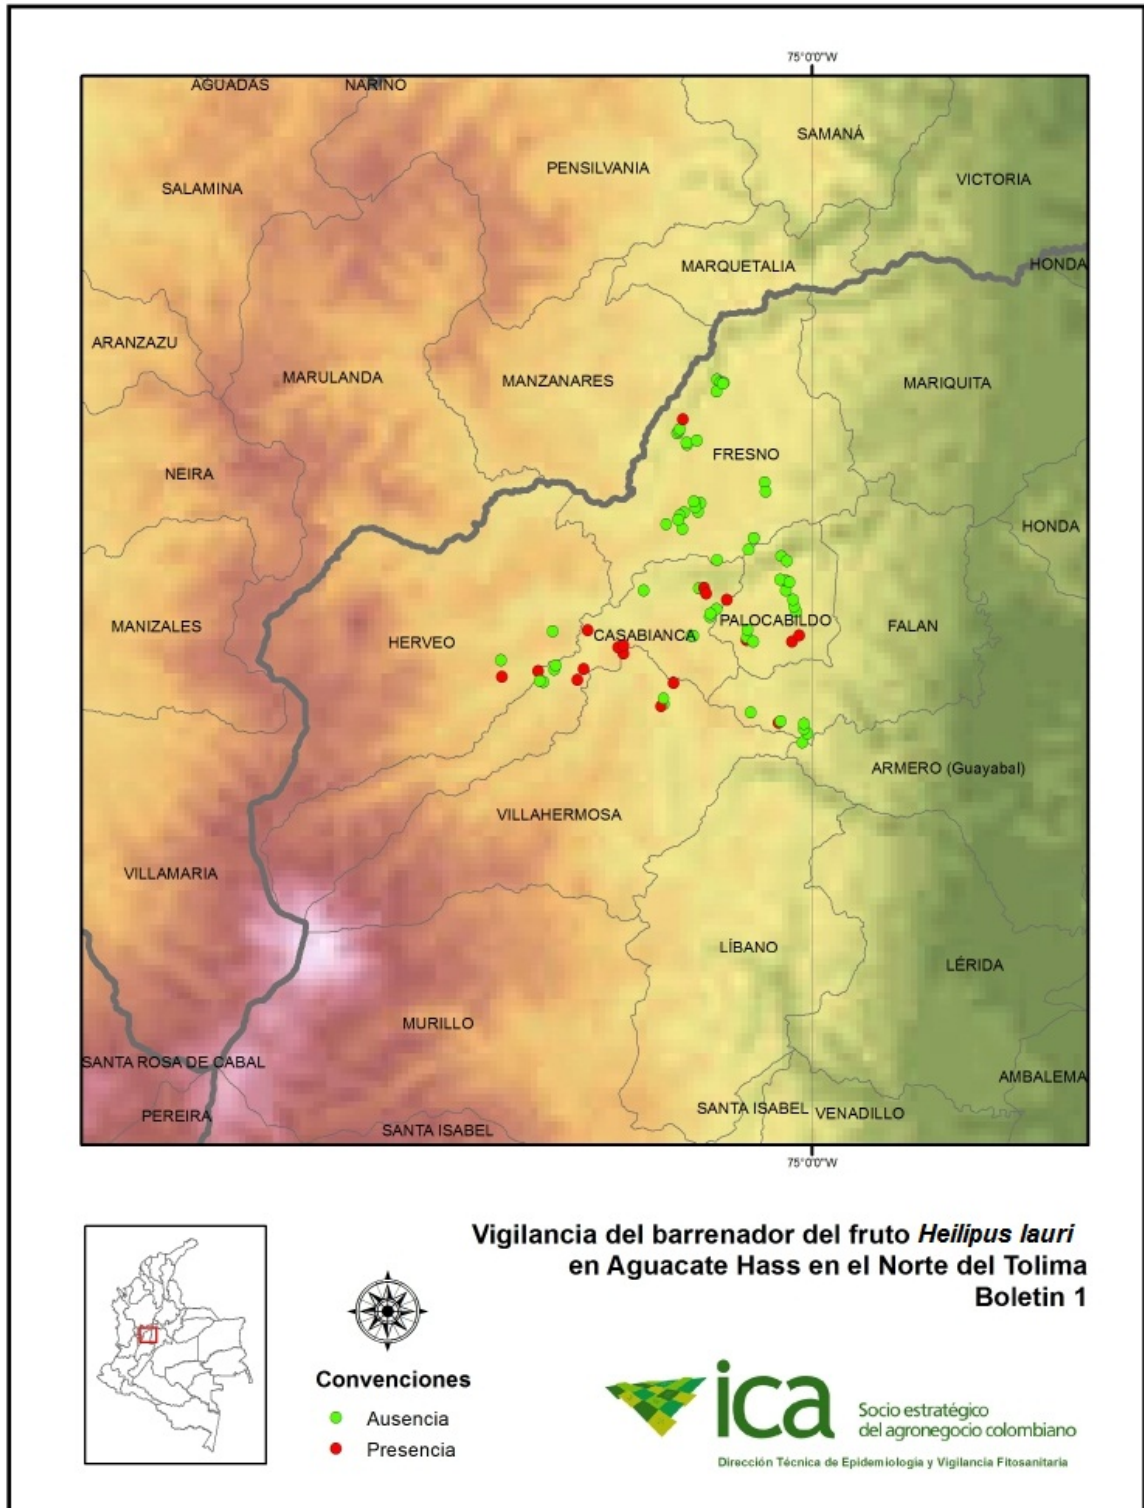 75°0'0"W
AGUADAS
NARIÑO
SAMANÁ
PENSILVANIA
VICTORIA
SALAMINA
MARQUETALIA
HONDA
ARANZAZU
MARULANDA
MANZANARES
MARIQUITA
FRESNO
NEIRA
HONDA
MANIZALES
HERVEO
CASABIANCA
PALOCABILDO
FALAN
ARMERO (Guayabal)
VILLAHERMOSA
VILLAMARIA
LÍBANO
LÉRIDA
MURILLO
SANTA ROSA DE CABAL
AMBALEMA
PEREIRA
SANTA ISABEL
SANTA ISABEL
VENADILLO
75°0'0"W
Vigilancia del barrenador del fruto Heilipus lauri
en Aguacate Hass en el Norte del Tolima
Boletin 1
Convenciones
Ausencia
Presencia
ica
Socio estratégico
del agronegocio colombiano
Dirección Técnica de Epidemiología y Vigilancia Fitosanitaria